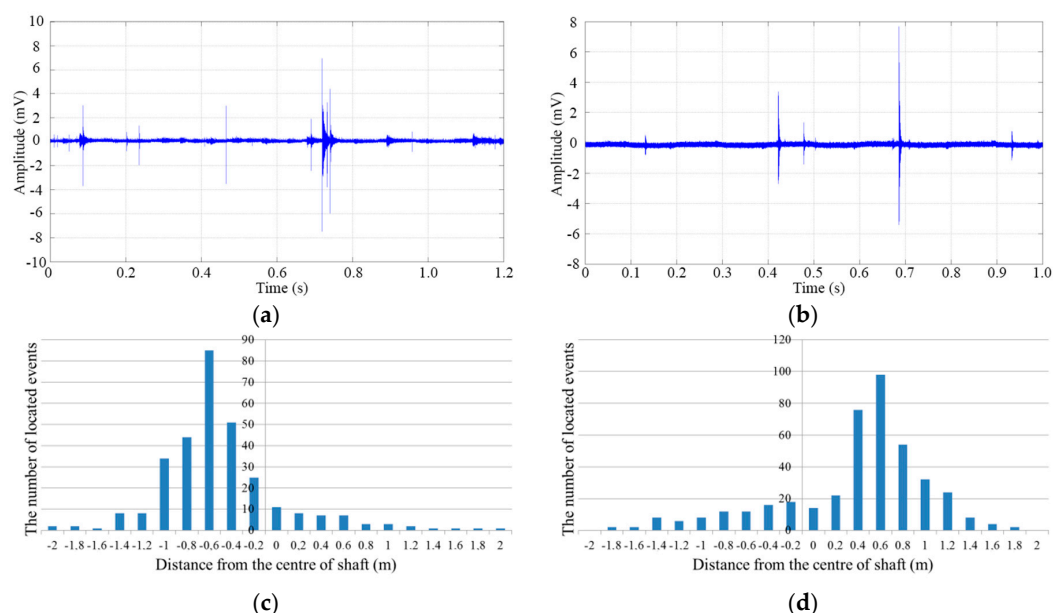 10
8
6
4
2
0
-2
-4
-6
-8
-10
Amplitude (mV)
0 0.2 0.4 0.6 0.8 1.0 1.2
Time (s)
(a)
8
6
4
2
0
-2
-4
-6
-8
Amplitude (mV)
0 0.1 0.2 0.3 0.4 0.5 0.6 0.7 0.8 0.9 1.0
Time (s)
(b)
The number of located events
90
80
70
60
50
40
30
20
10
0
-2 -1.8 -1.6 -1.4 -1.2 -1 -0.8 -0.6 -0.4 -0.2 0 0.2 0.4 0.6 0.8 1 1.2 1.4 1.6 1.8 2
Distance from the centre of shaft (m)
(c)
The number of located events
120
100
80
60
40
20
0
-2 -1.8 -1.6 -1.4 -1.2 -1 -0.8 -0.6 -0.4 -0.2 0 0.2 0.4 0.6 0.8 1 1.2 1.4 1.6 1.8 2
Distance from the centre of shaft (m)
(d)